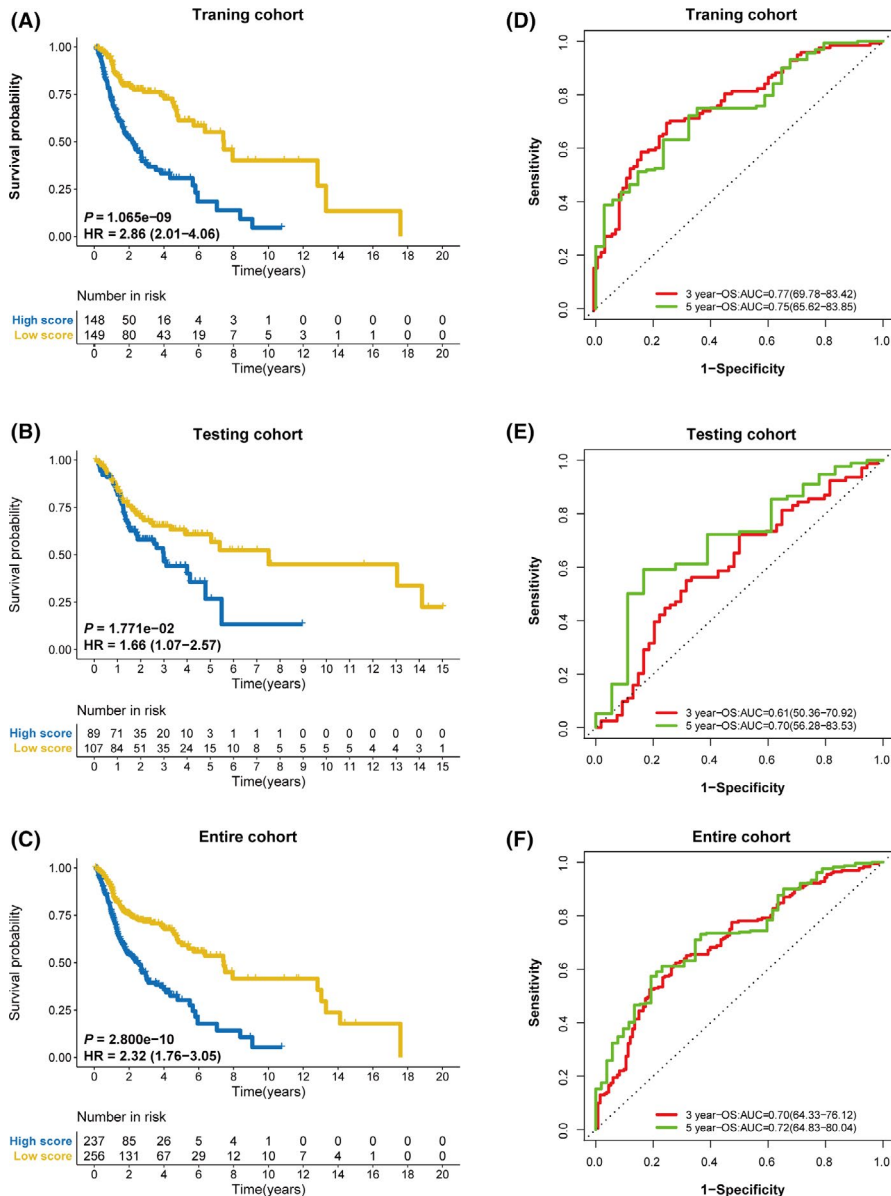 (A)
Traning cohort
Survival probability
1.00
0.75
0.50
0.25
0.00
P = 1.065e−09
HR = 2.86 (2.01−4.06)
0 2 4 6 8 10 12 14 16 18 20
Time(years)
Number in risk
High score 148 50 16 4 3 1 0 0 0 0 0
Low score 149 80 43 19 7 5 3 1 1 0 0
0 2 4 6 8 10 12 14 16 18 20
Time(years)
(D)
Traning cohort
Sensitivity
1.0
0.8
0.6
0.4
0.2
0.0
3 year−OS:AUC=0.77(69.78−83.42)
5 year−OS:AUC=0.75(65.62−83.85)
0.0 0.2 0.4 0.6 0.8 1.0
1−Specificity
(B)
Testing cohort
Survival probability
1.00
0.75
0.50
0.25
0.00
P = 1.771e−02
HR = 1.66 (1.07−2.57)
0 1 2 3 4 5 6 7 8 9 10 11 12 13 14 15
Time(years)
Number in risk
High score 89 71 35 20 10 3 1 1 1 0 0 0 0 0 0 0
Low score 107 84 51 35 24 15 10 8 5 5 5 5 4 4 3 1
0 1 2 3 4 5 6 7 8 9 10 11 12 13 14 15
Time(years)
(E)
Testing cohort
Sensitivity
1.0
0.8
0.6
0.4
0.2
0.0
3 year−OS:AUC=0.61(50.36−70.92)
5 year−OS:AUC=0.70(56.28−83.53)
0.0 0.2 0.4 0.6 0.8 1.0
1−Specificity
(C)
Entire cohort
Survival probability
1.00
0.75
0.50
0.25
0.00
P = 2.800e−10
HR = 2.32 (1.76−3.05)
0 2 4 6 8 10 12 14 16 18 20
Time(years)
Number in risk
High score 237 85 26 5 4 1 0 0 0 0 0
Low score 256 131 67 29 12 10 7 4 1 0 0
0 2 4 6 8 10 12 14 16 18 20
Time(years)
(F)
Entire cohort
Sensitivity
1.0
0.8
0.6
0.4
0.2
0.0
3 year−OS:AUC=0.70(64.33−76.12)
5 year−OS:AUC=0.72(64.83−80.04)
0.0 0.2 0.4 0.6 0.8 1.0
1−Specificity